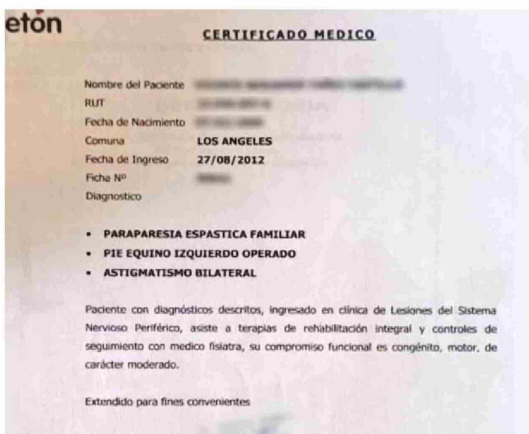 etón
CERTIFICADO MEDICO
Nombre del Paciente
RUT
Fecha de Nacimiento
Comuna LOS ANGELES
Fecha de Ingreso 27/08/2012
Ficha Nº
Diagnostico
• PARAPARESIA ESPASTICA FAMILIAR
• PIE EQUINO IZQUIERDO OPERADO
• ASTIGMATISMO BILATERAL
Paciente con diagnósticos descritos, ingresado en clínica de Lesiones del Sistema
Nervioso Periférico, asiste a terapias de rehabilitación integral y controles de
seguimiento con medico fisiatra, su compromiso funcional es congénito, motor, de
carácter moderado.
Extendido para fines convenientes